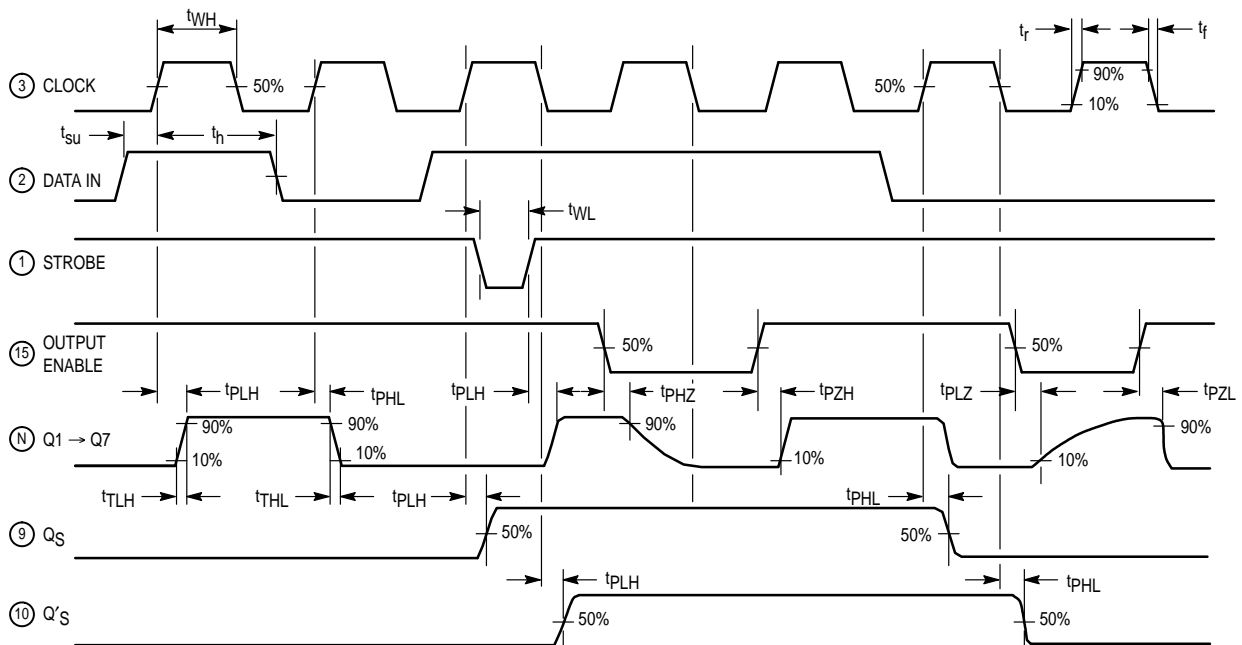 tWH
tr
tf
3 CLOCK
50%
50%
90%
10%
tsu
th
2 DATA IN
tWL
1 STROBE
15 OUTPUT
ENABLE
50%
50%
tPLH
tPHL
tPLH
tPHZ
tPZH
tPLZ
tPZL
N Q1 → Q7
90%
90%
90%
90%
10%
10%
10%
10%
tTLH
tTHL
tPLH
tPHL
9 QS
50%
50%
tPLH
tPHL
10 Q′S
50%
50%